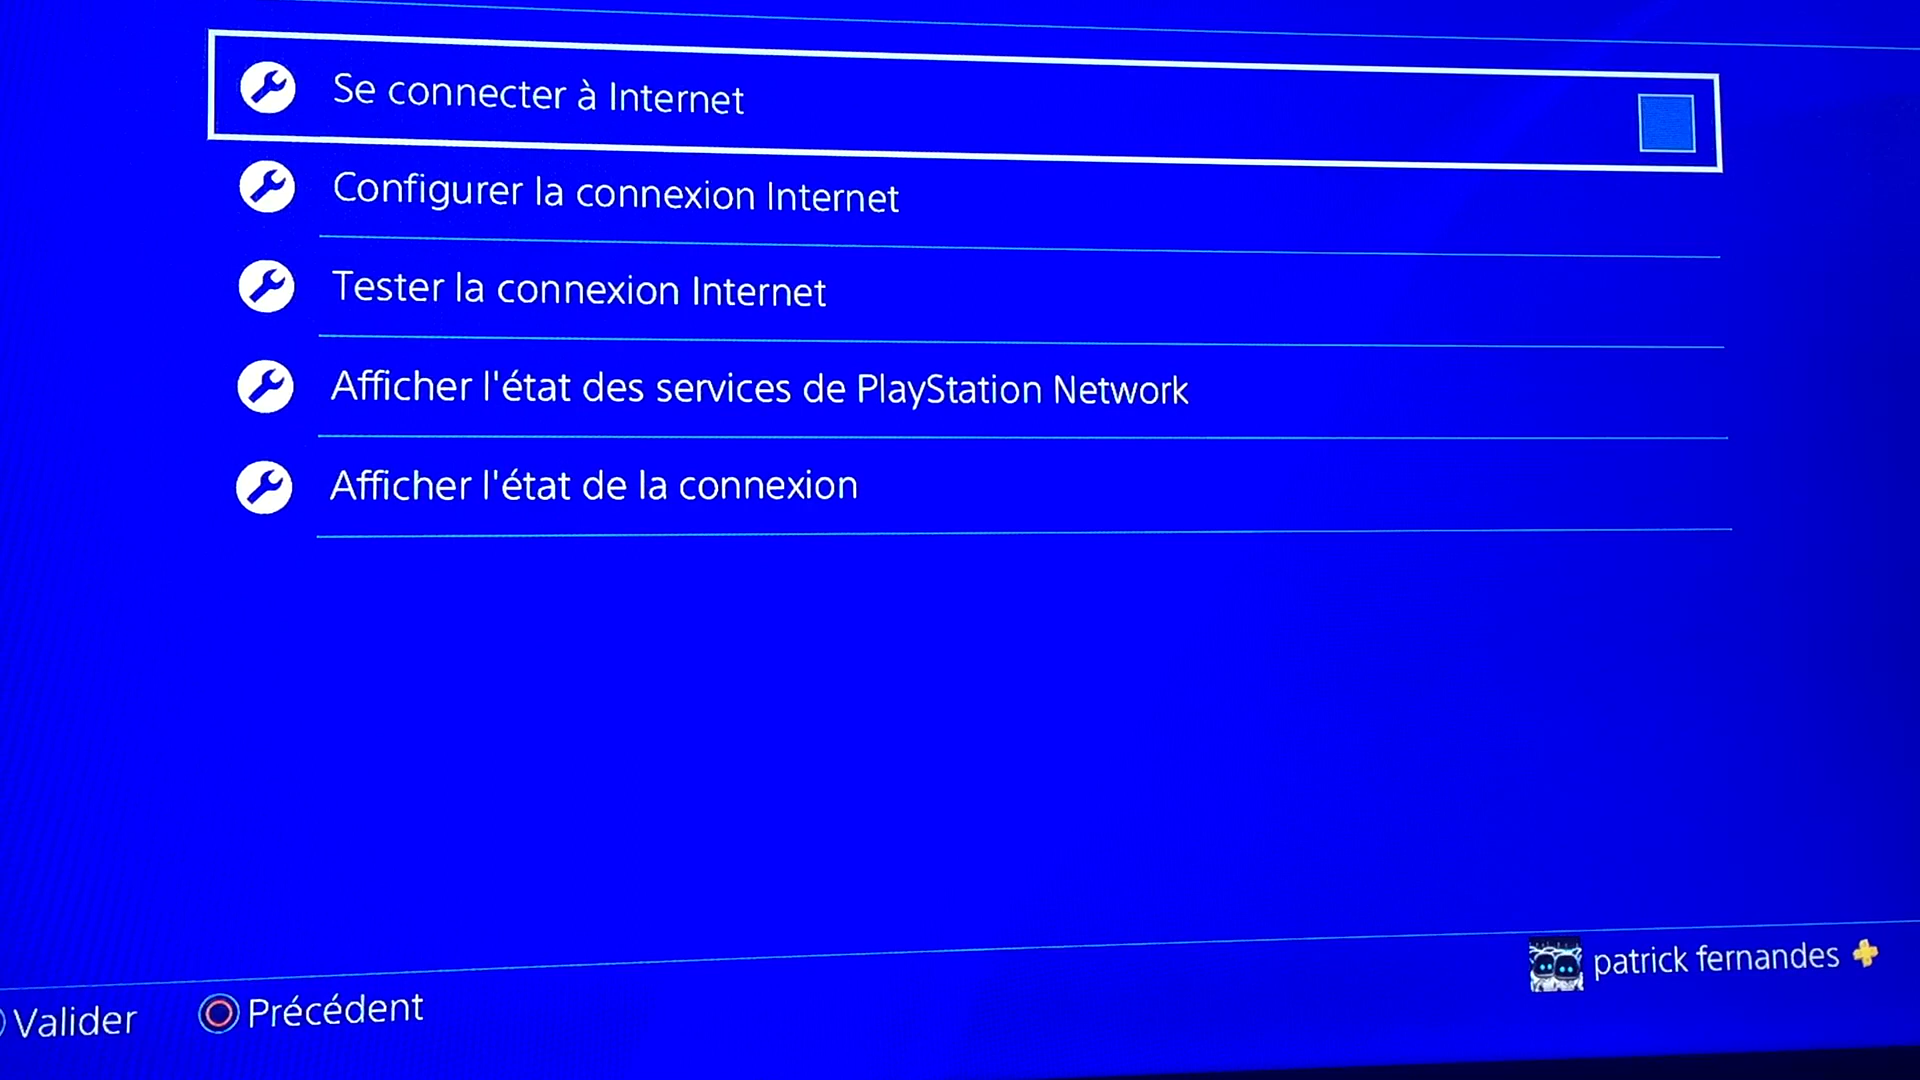 Se connecter à Internet
Configurer la connexion Internet
Tester la connexion Internet
Afficher l'état des services de PlayStation Network
Afficher l'état de la connexion
patrick fernandes
Valider
Précédent